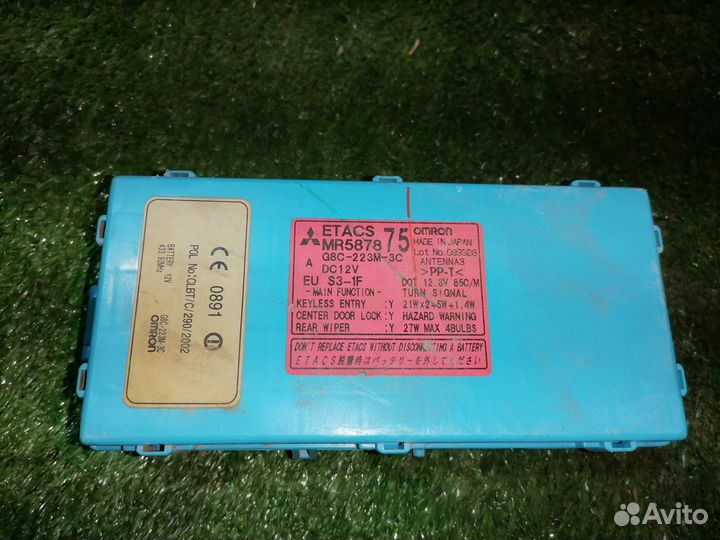 CE 0891
POL No.:CLBT/C/290/2002
BATTERY 12V
433.92MHz
G8C-223M-3C
omron
ETACS 75 omron
MR5878 MADE IN JAPAN
G8C-223M-3C Lot No.
A DC12V ANTENNA3
>PP-T<
EU S3-1F DOT 12.8V 85C/M
-MAIN FUNCTION- TURN SIGNAL
KEYLESS ENTRY :Y 21W×2+5W+1.4W
CENTER DOOR LOCK :Y HAZARD WARNING
REAR WIPER :Y 27W MAX 4BULBS
DON'T REPLACE ETACS WITHOUT DISCONNECTING A BATTERY
ETACS脱着時はバッテリーを外してください
Avito